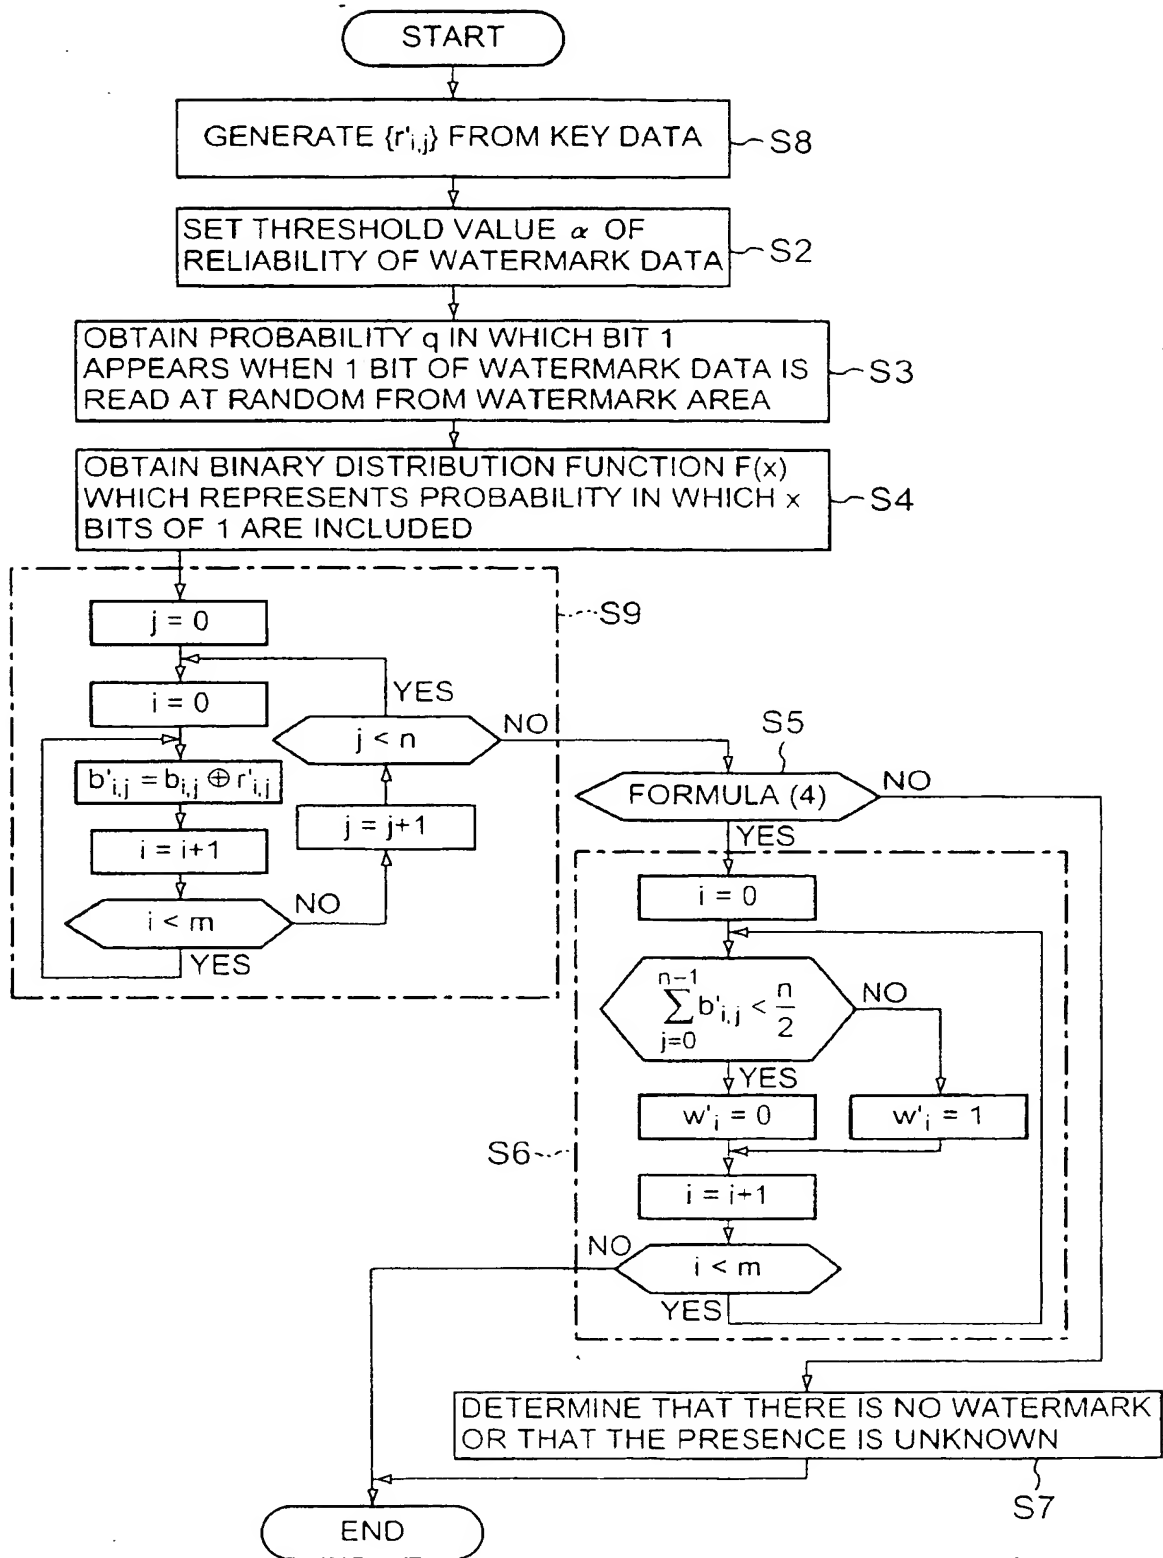 START
GENERATE {r'i,j} FROM KEY DATA
S8
SET THRESHOLD VALUE α OF
RELIABILITY OF WATERMARK DATA
S2
OBTAIN PROBABILITY q IN WHICH BIT 1
APPEARS WHEN 1 BIT OF WATERMARK DATA IS
READ AT RANDOM FROM WATERMARK AREA
S3
OBTAIN BINARY DISTRIBUTION FUNCTION F(x)
WHICH REPRESENTS PROBABILITY IN WHICH x
BITS OF 1 ARE INCLUDED
S4
S9
j = 0
i = 0
b'i,j = bi,j ⊕ r'i,j
i = i+1
i < m
YES
NO
j = j+1
j < n
YES
NO
S5
FORMULA (4)
NO
YES
S6
i = 0
n−1
∑ b'i,j < n/2
j=0
NO
YES
w'i = 0
w'i = 1
i = i+1
i < m
NO
YES
DETERMINE THAT THERE IS NO WATERMARK
OR THAT THE PRESENCE IS UNKNOWN
S7
END